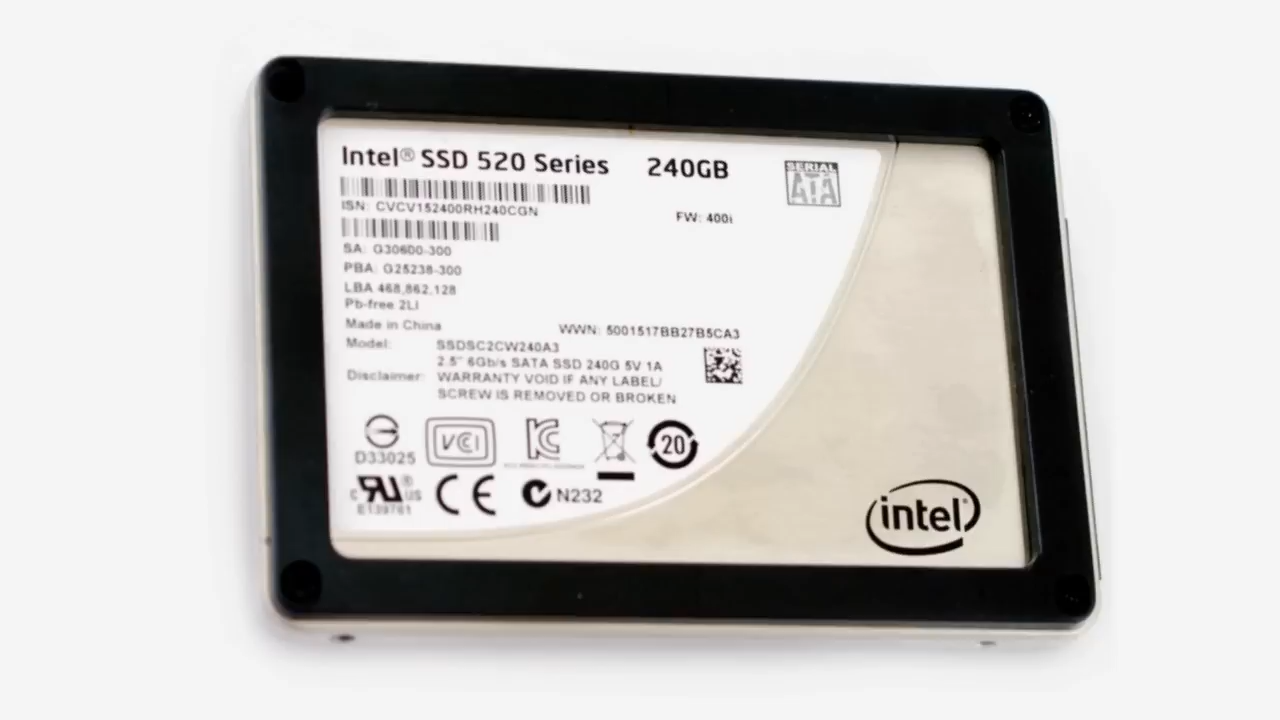 Intel® SSD 520 Series 240GB
SERIAL
ATA
ISN: CVCV152400RH240CGN
FW: 400i
SA: G30600-300
PBA: G25238-300
LBA 468,862,128
Pb-free 2LI
Made in China
WWN: 5001517BB27B5CA3
Model: SSDSC2CW240A3
2.5" 6Gb/s SATA SSD 240G 5V 1A
Disclaimer: WARRANTY VOID IF ANY LABEL/
SCREW IS REMOVED OR BROKEN
D33025
VCI
KC
20
c RU ® US
E139761
CE
N232
intel®